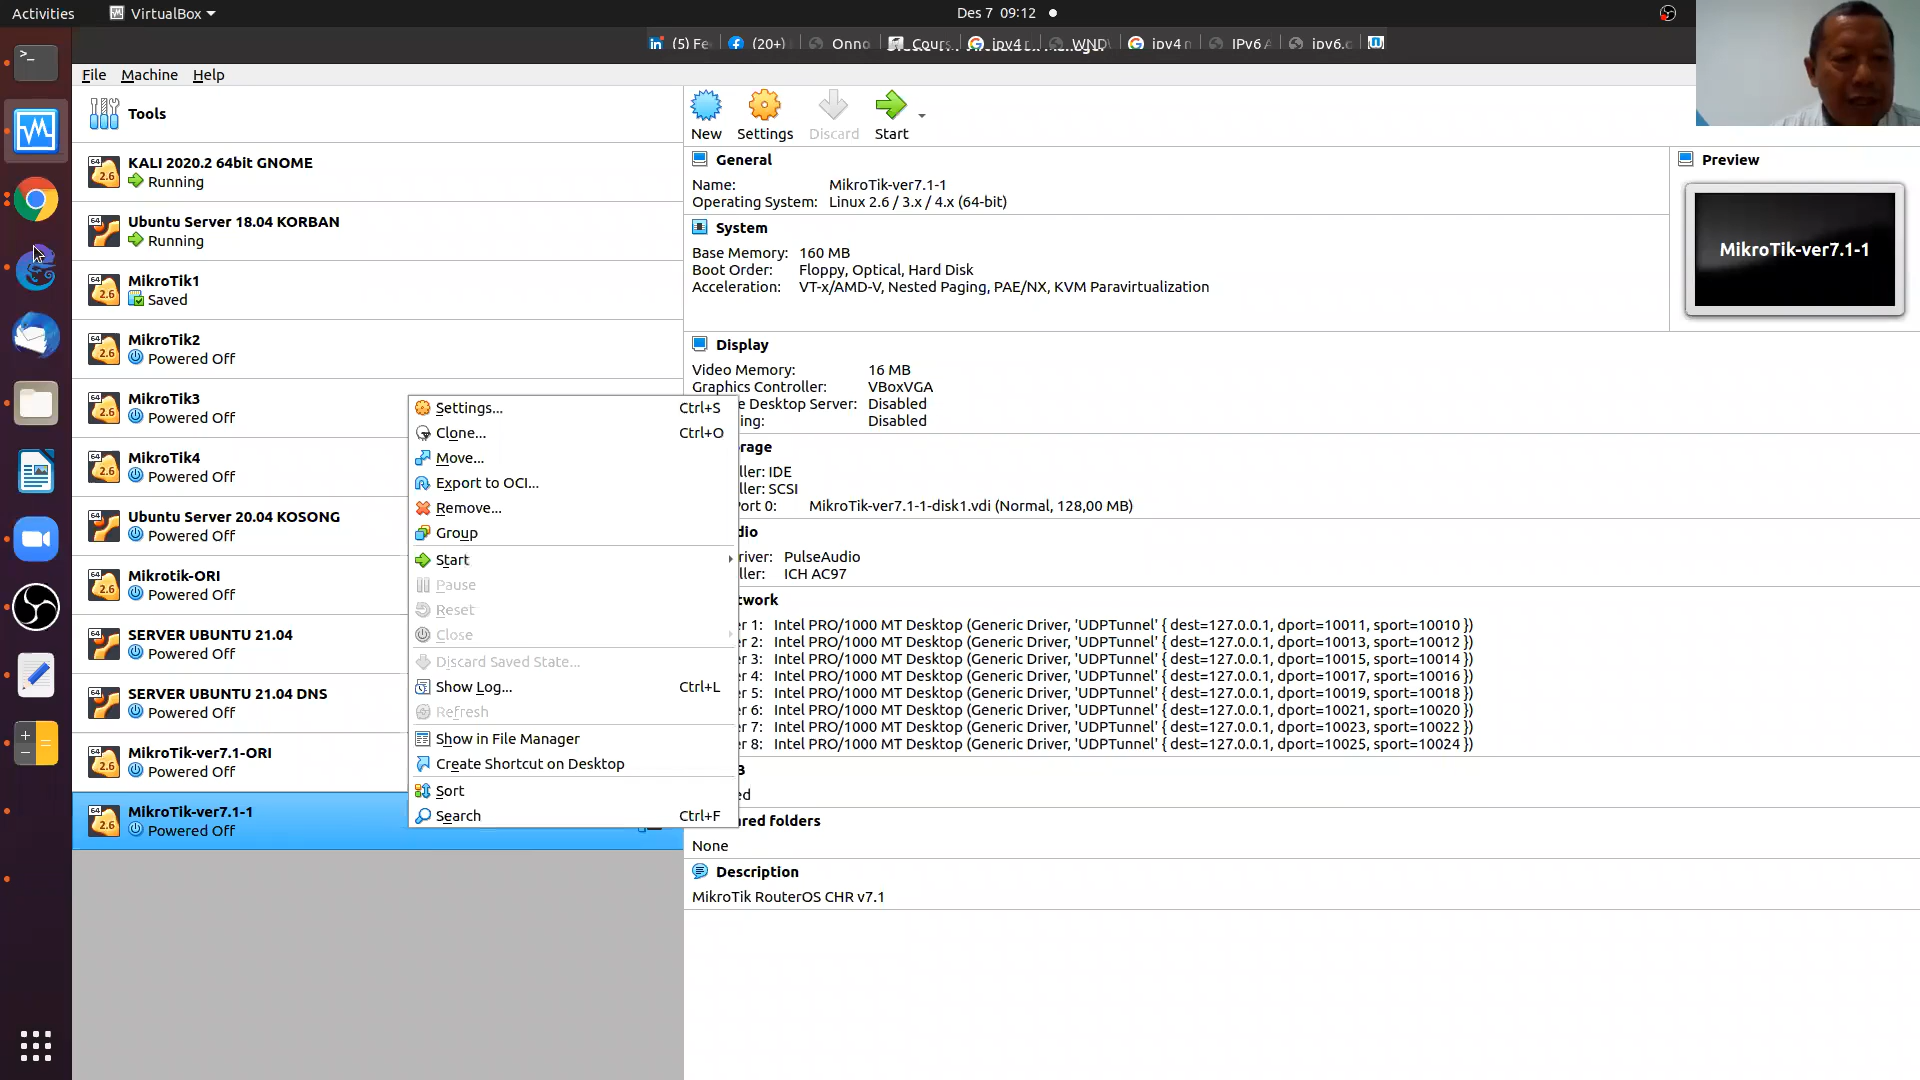 Activities
VirtualBox
Des 7 09:12
(5) Fe
(20+)
Onno
Cours
ipv4 r
WNDV
ipv4 n
IPv6 A
ipv6.c
File Machine Help
Tools
KALI 2020.2 64bit GNOME
Running
Ubuntu Server 18.04 KORBAN
Running
MikroTik1
Saved
MikroTik2
Powered Off
MikroTik3
Powered Off
MikroTik4
Powered Off
Ubuntu Server 20.04 KOSONG
Powered Off
Mikrotik-ORI
Powered Off
SERVER UBUNTU 21.04
Powered Off
SERVER UBUNTU 21.04 DNS
Powered Off
MikroTik-ver7.1-ORI
Powered Off
MikroTik-ver7.1-1
Powered Off
Settings... Ctrl+S
Clone... Ctrl+O
Move...
Export to OCI...
Remove...
Group
Start
Pause
Reset
Close
Discard Saved State...
Show Log... Ctrl+L
Refresh
Show in File Manager
Create Shortcut on Desktop
Sort
Search Ctrl+F
New Settings Discard Start
General
Name: MikroTik-ver7.1-1
Operating System: Linux 2.6 / 3.x / 4.x (64-bit)
System
Base Memory: 160 MB
Boot Order: Floppy, Optical, Hard Disk
Acceleration: VT-x/AMD-V, Nested Paging, PAE/NX, KVM Paravirtualization
Preview
MikroTik-ver7.1-1
Display
Video Memory: 16 MB
Graphics Controller: VBoxVGA
e Desktop Server: Disabled
ing: Disabled
rage
ller: IDE
ller: SCSI
ort 0: MikroTik-ver7.1-1-disk1.vdi (Normal, 128,00 MB)
dio
river: PulseAudio
ller: ICH AC97
twork
er 1: Intel PRO/1000 MT Desktop (Generic Driver, 'UDPTunnel' { dest=127.0.0.1, dport=10011, sport=10010 })
er 2: Intel PRO/1000 MT Desktop (Generic Driver, 'UDPTunnel' { dest=127.0.0.1, dport=10013, sport=10012 })
er 3: Intel PRO/1000 MT Desktop (Generic Driver, 'UDPTunnel' { dest=127.0.0.1, dport=10015, sport=10014 })
er 4: Intel PRO/1000 MT Desktop (Generic Driver, 'UDPTunnel' { dest=127.0.0.1, dport=10017, sport=10016 })
er 5: Intel PRO/1000 MT Desktop (Generic Driver, 'UDPTunnel' { dest=127.0.0.1, dport=10019, sport=10018 })
er 6: Intel PRO/1000 MT Desktop (Generic Driver, 'UDPTunnel' { dest=127.0.0.1, dport=10021, sport=10020 })
er 7: Intel PRO/1000 MT Desktop (Generic Driver, 'UDPTunnel' { dest=127.0.0.1, dport=10023, sport=10022 })
er 8: Intel PRO/1000 MT Desktop (Generic Driver, 'UDPTunnel' { dest=127.0.0.1, dport=10025, sport=10024 })
B
ed
ared folders
None
Description
MikroTik RouterOS CHR v7.1